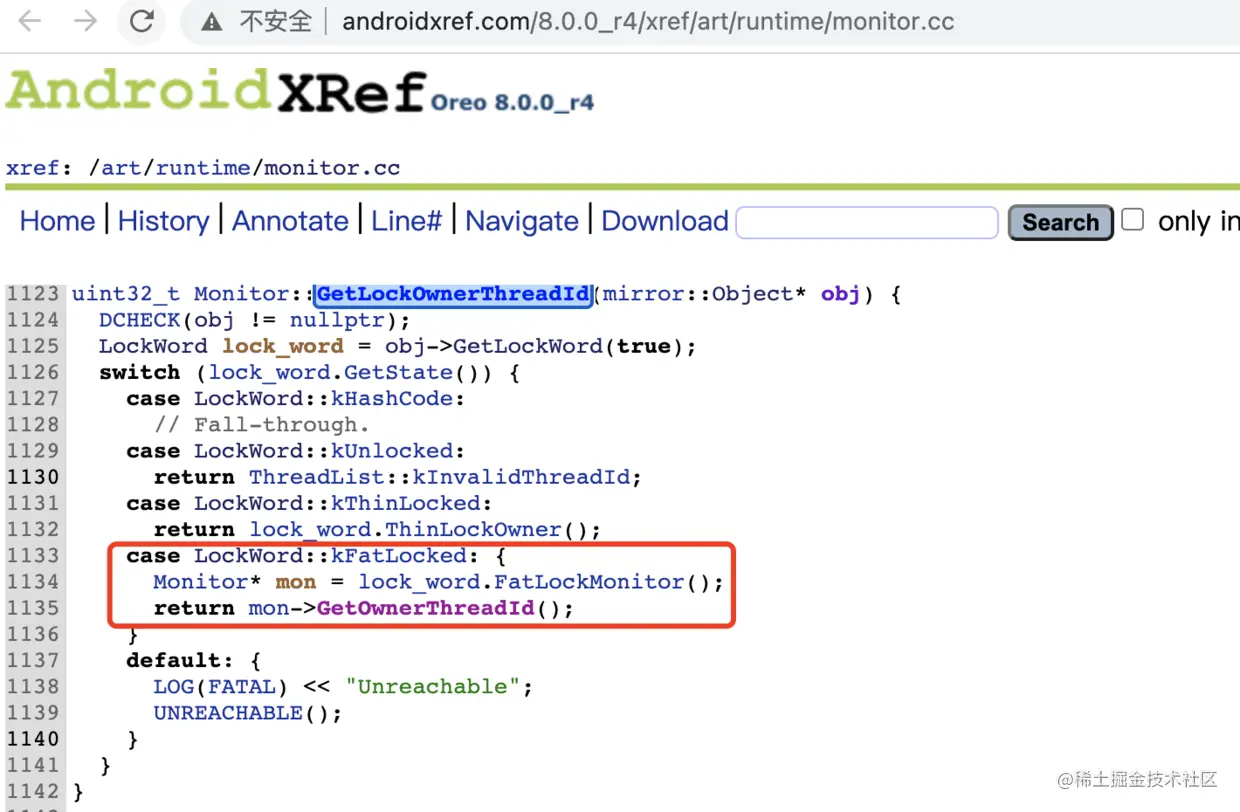 不安全 androidxref.com/8.0.0_r4/xref/art/runtime/monitor.cc
AndroidXRef Oreo 8.0.0_r4
xref: /art/runtime/monitor.cc
Home | History | Annotate | Line# | Navigate | Download Search only in
1123 uint32_t Monitor::GetLockOwnerThreadId(mirror::Object* obj) {
1124   DCHECK(obj != nullptr);
1125   LockWord lock_word = obj->GetLockWord(true);
1126   switch (lock_word.GetState()) {
1127     case LockWord::kHashCode:
1128       // Fall-through.
1129     case LockWord::kUnlocked:
1130       return ThreadList::kInvalidThreadId;
1131     case LockWord::kThinLocked:
1132       return lock_word.ThinLockOwner();
1133     case LockWord::kFatLocked: {
1134       Monitor* mon = lock_word.FatLockMonitor();
1135       return mon->GetOwnerThreadId();
1136     }
1137     default: {
1138       LOG(FATAL) << "Unreachable";
1139       UNREACHABLE();
1140     }
1141   }
1142 }
@稀土掘金技术社区